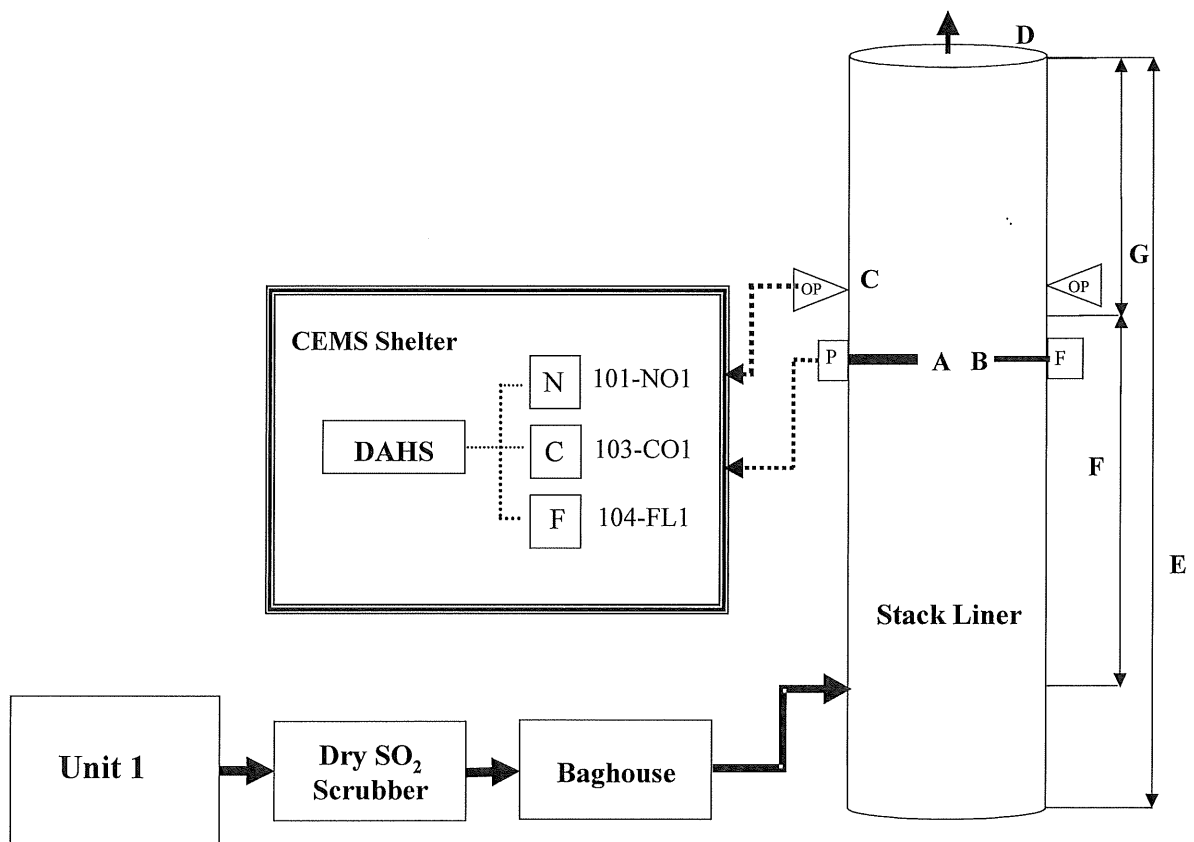 D
G
OP
C
OP
CEMS Shelter
P
A
B
F
N
101-NO1
DAHS
C
103-CO1
F
F
104-FL1
E
Stack Liner
Unit 1
Dry SO₂
Scrubber
Baghouse